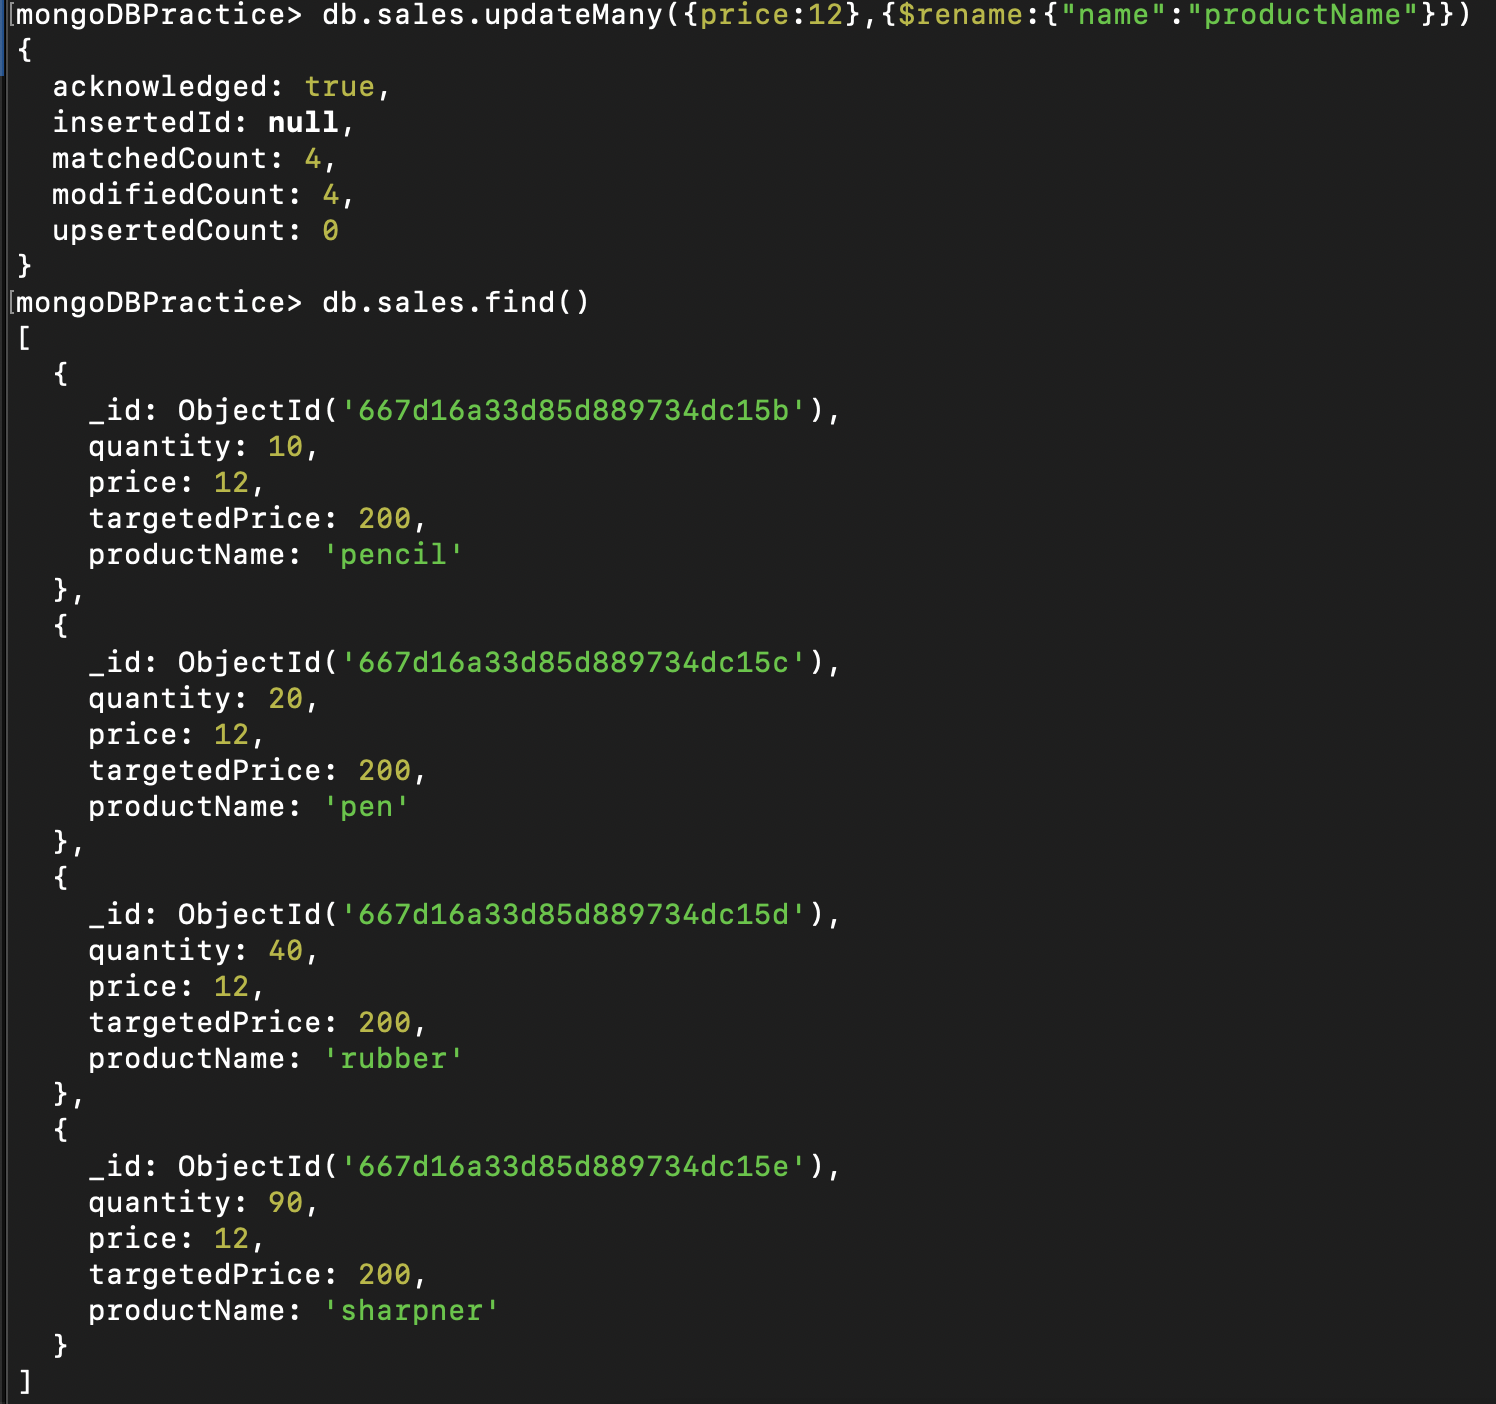 [mongoDBPractice> db.sales.updateMany({price:12},{$rename:{"name":"productName"}})
{
  acknowledged: true,
  insertedId: null,
  matchedCount: 4,
  modifiedCount: 4,
  upsertedCount: 0
}
[mongoDBPractice> db.sales.find()
[
  {
    _id: ObjectId('667d16a33d85d889734dc15b'),
    quantity: 10,
    price: 12,
    targetedPrice: 200,
    productName: 'pencil'
  },
  {
    _id: ObjectId('667d16a33d85d889734dc15c'),
    quantity: 20,
    price: 12,
    targetedPrice: 200,
    productName: 'pen'
  },
  {
    _id: ObjectId('667d16a33d85d889734dc15d'),
    quantity: 40,
    price: 12,
    targetedPrice: 200,
    productName: 'rubber'
  },
  {
    _id: ObjectId('667d16a33d85d889734dc15e'),
    quantity: 90,
    price: 12,
    targetedPrice: 200,
    productName: 'sharpner'
  }
]